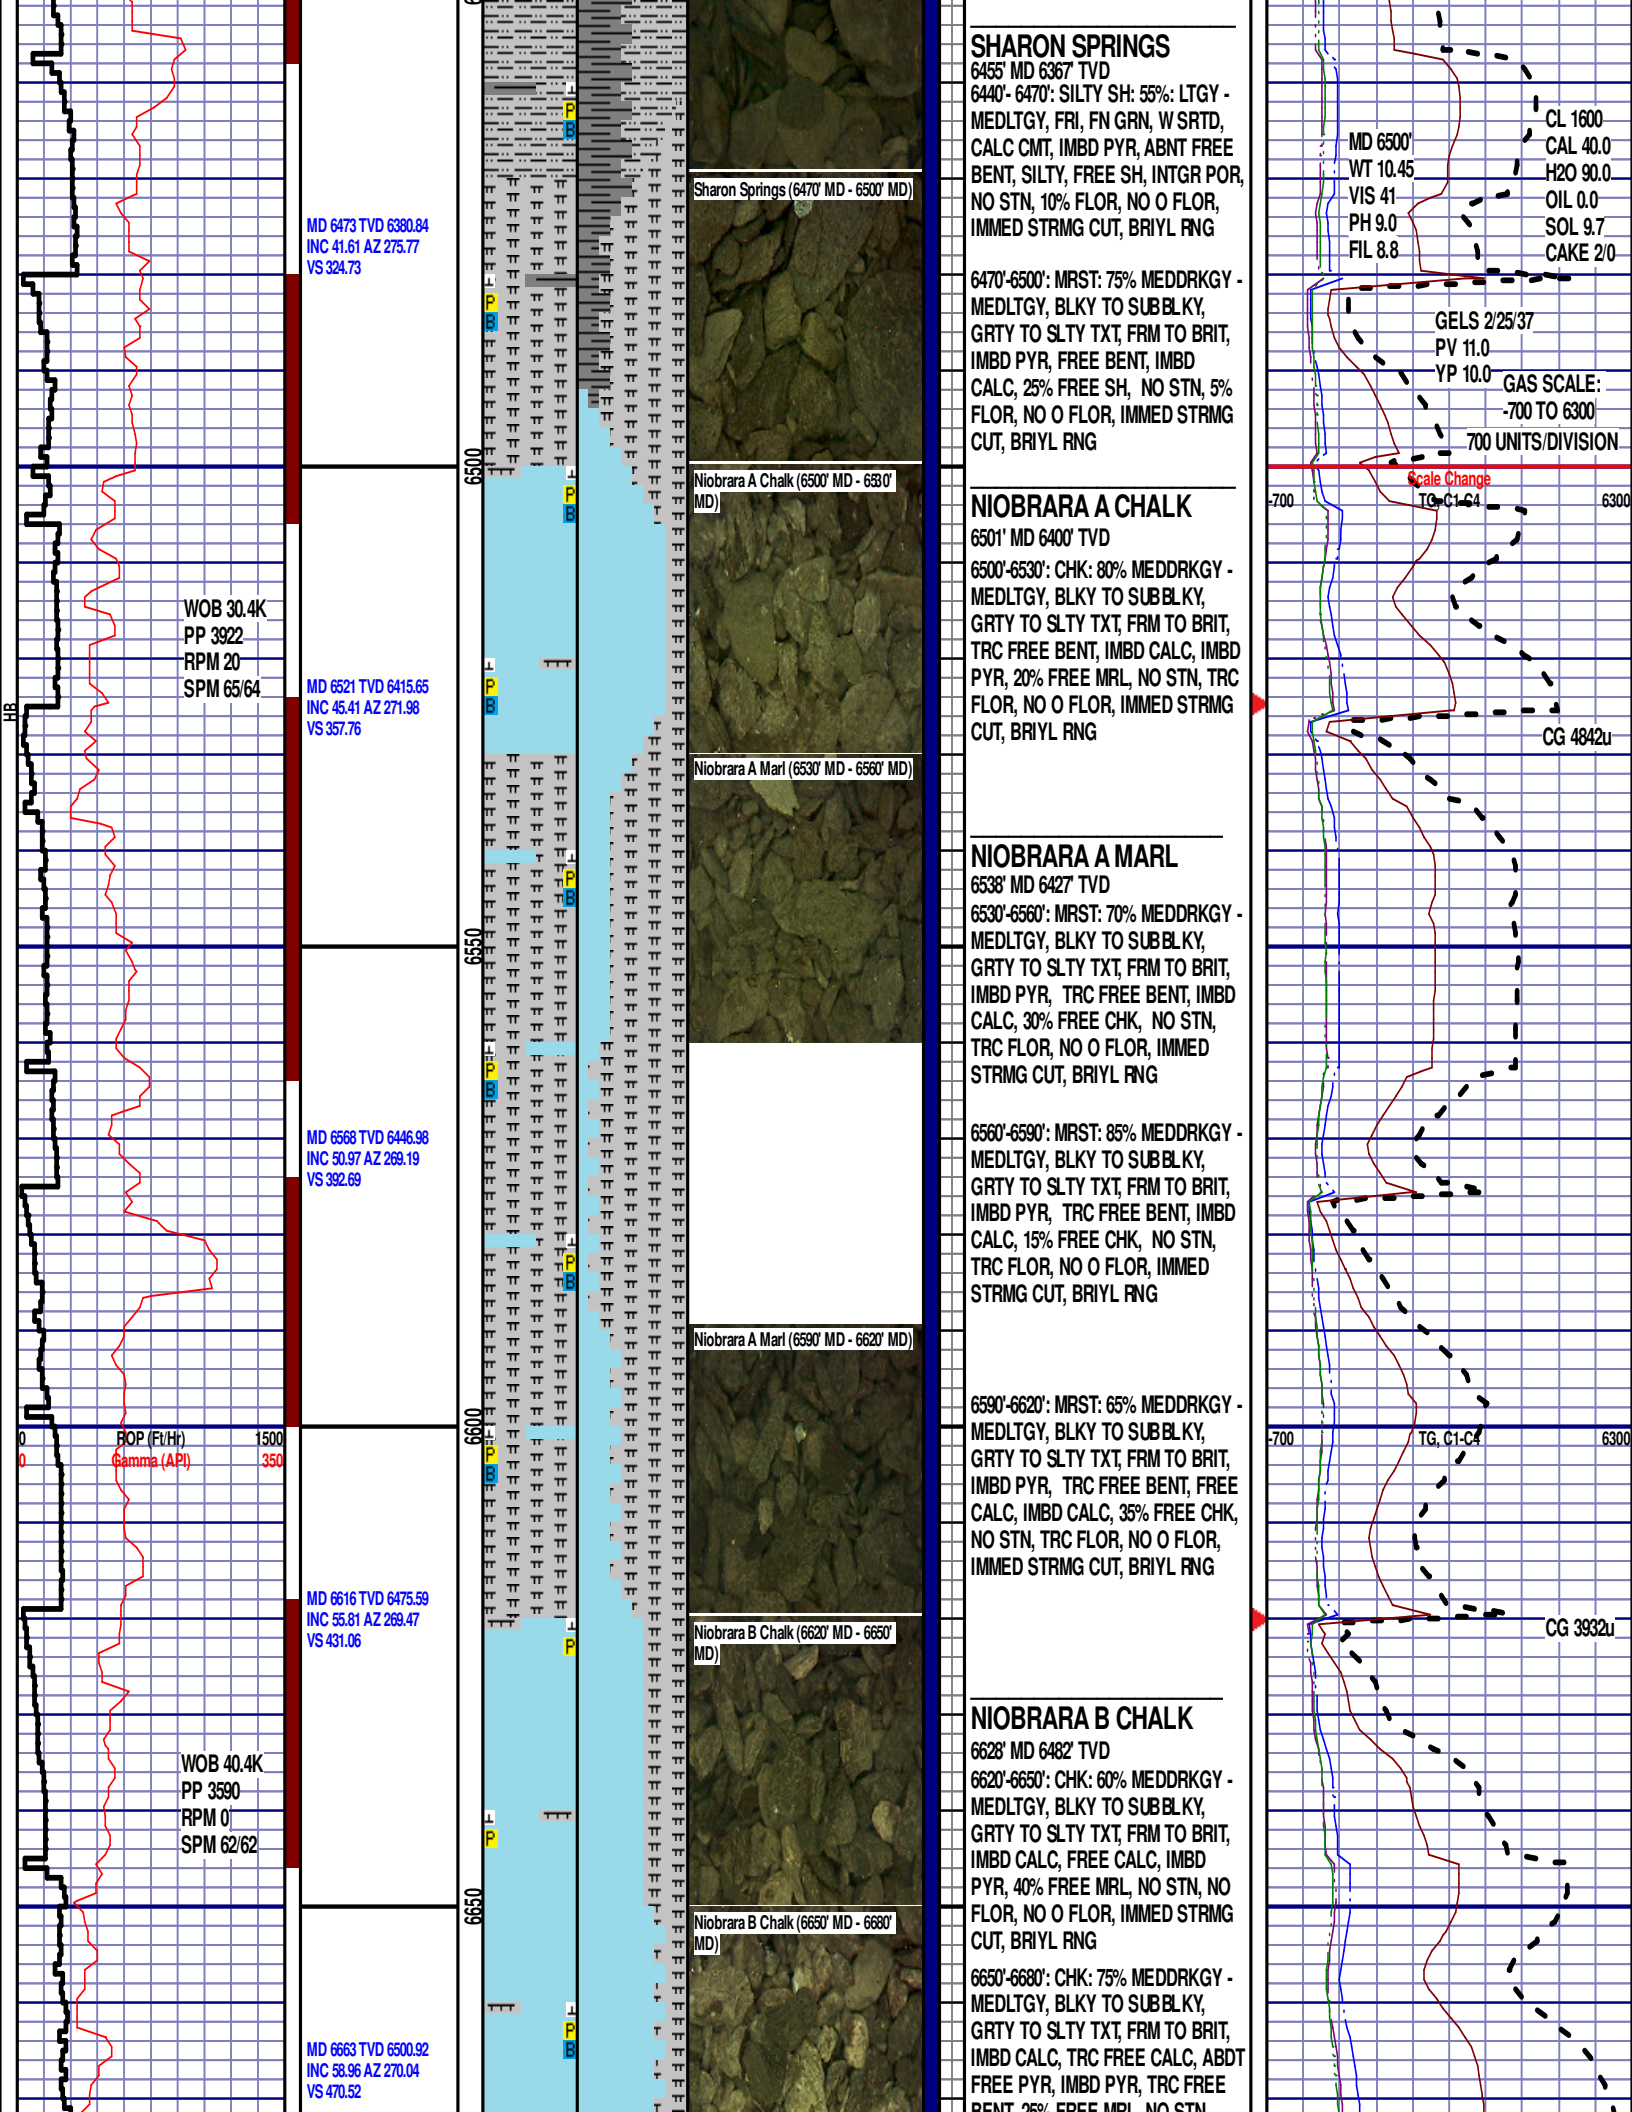 HB
WOB 30.4K
PP 3922
RPM 20
SPM 65/64
0 ROP (Ft/Hr) 1500
0 Gamma (API) 350
WOB 40.4K
PP 3590
RPM 0
SPM 62/62
MD 6473 TVD 6380.84
INC 41.61 AZ 275.77
VS 324.73
MD 6521 TVD 6415.65
INC 45.41 AZ 271.98
VS 357.76
MD 6568 TVD 6446.98
INC 50.97 AZ 269.19
VS 392.69
MD 6616 TVD 6475.59
INC 55.81 AZ 269.47
VS 431.06
MD 6663 TVD 6500.92
INC 58.96 AZ 270.04
VS 470.52
6500
6550
6600
6650
P
B
P
B
P
B
P
B
P
B
P
B
P
B
P
B
P
P
P
B
Sharon Springs (6470' MD - 6500' MD)
Niobrara A Chalk (6500' MD - 6530'
MD)
Niobrara A Marl (6530' MD - 6560' MD)
Niobrara A Marl (6590' MD - 6620' MD)
Niobrara B Chalk (6620' MD - 6650'
MD)
Niobrara B Chalk (6650' MD - 6680'
MD)
SHARON SPRINGS
6455' MD 6367' TVD
6440'- 6470': SILTY SH: 55%: LTGY -
MEDLTGY, FRI, FN GRN, W SRTD,
CALC CMT, IMBD PYR, ABNT FREE
BENT, SILTY, FREE SH, INTGR POR,
NO STN, 10% FLOR, NO O FLOR,
IMMED STRMG CUT, BRIYL RNG
6470'-6500': MRST: 75% MEDDRKGY -
MEDLTGY, BLKY TO SUBBLKY,
GRTY TO SLTY TXT, FRM TO BRIT,
IMBD PYR, FREE BENT, IMBD
CALC, 25% FREE SH, NO STN, 5%
FLOR, NO O FLOR, IMMED STRMG
CUT, BRIYL RNG
NIOBRARA A CHALK
6501' MD 6400' TVD
6500'-6530': CHK: 80% MEDDRKGY -
MEDLTGY, BLKY TO SUBBLKY,
GRTY TO SLTY TXT, FRM TO BRIT,
TRC FREE BENT, IMBD CALC, IMBD
PYR, 20% FREE MRL, NO STN, TRC
FLOR, NO O FLOR, IMMED STRMG
CUT, BRIYL RNG
NIOBRARA A MARL
6538' MD 6427' TVD
6530'-6560': MRST: 70% MEDDRKGY -
MEDLTGY, BLKY TO SUBBLKY,
GRTY TO SLTY TXT, FRM TO BRIT,
IMBD PYR, TRC FREE BENT, IMBD
CALC, 30% FREE CHK, NO STN,
TRC FLOR, NO O FLOR, IMMED
STRMG CUT, BRIYL RNG
6560'-6590': MRST: 85% MEDDRKGY -
MEDLTGY, BLKY TO SUBBLKY,
GRTY TO SLTY TXT, FRM TO BRIT,
IMBD PYR, TRC FREE BENT, IMBD
CALC, 15% FREE CHK, NO STN,
TRC FLOR, NO O FLOR, IMMED
STRMG CUT, BRIYL RNG
6590'-6620': MRST: 65% MEDDRKGY -
MEDLTGY, BLKY TO SUBBLKY,
GRTY TO SLTY TXT, FRM TO BRIT,
IMBD PYR, TRC FREE BENT, FREE
CALC, IMBD CALC, 35% FREE CHK,
NO STN, TRC FLOR, NO O FLOR,
IMMED STRMG CUT, BRIYL RNG
NIOBRARA B CHALK
6628' MD 6482' TVD
6620'-6650': CHK: 60% MEDDRKGY -
MEDLTGY, BLKY TO SUBBLKY,
GRTY TO SLTY TXT, FRM TO BRIT,
IMBD CALC, FREE CALC, IMBD
PYR, 40% FREE MRL, NO STN, NO
FLOR, NO O FLOR, IMMED STRMG
CUT, BRIYL RNG
6650'-6680': CHK: 75% MEDDRKGY -
MEDLTGY, BLKY TO SUBBLKY,
GRTY TO SLTY TXT, FRM TO BRIT,
IMBD CALC, TRC FREE CALC, ABDT
FREE PYR, IMBD PYR, TRC FREE
BENT, 25% FREE MRL, NO STN
MD 6500'
WT 10.45
VIS 41
PH 9.0
FIL 8.8
CL 1600
CAL 40.0
H2O 90.0
OIL 0.0
SOL 9.7
CAKE 2/0
GELS 2/25/37
PV 11.0
YP 10.0
GAS SCALE:
-700 TO 6300
700 UNITS/DIVISION
Scale Change
-700 TG, C1-C4 6300
CG 4842u
-700 TG, C1-C4 6300
CG 3932u